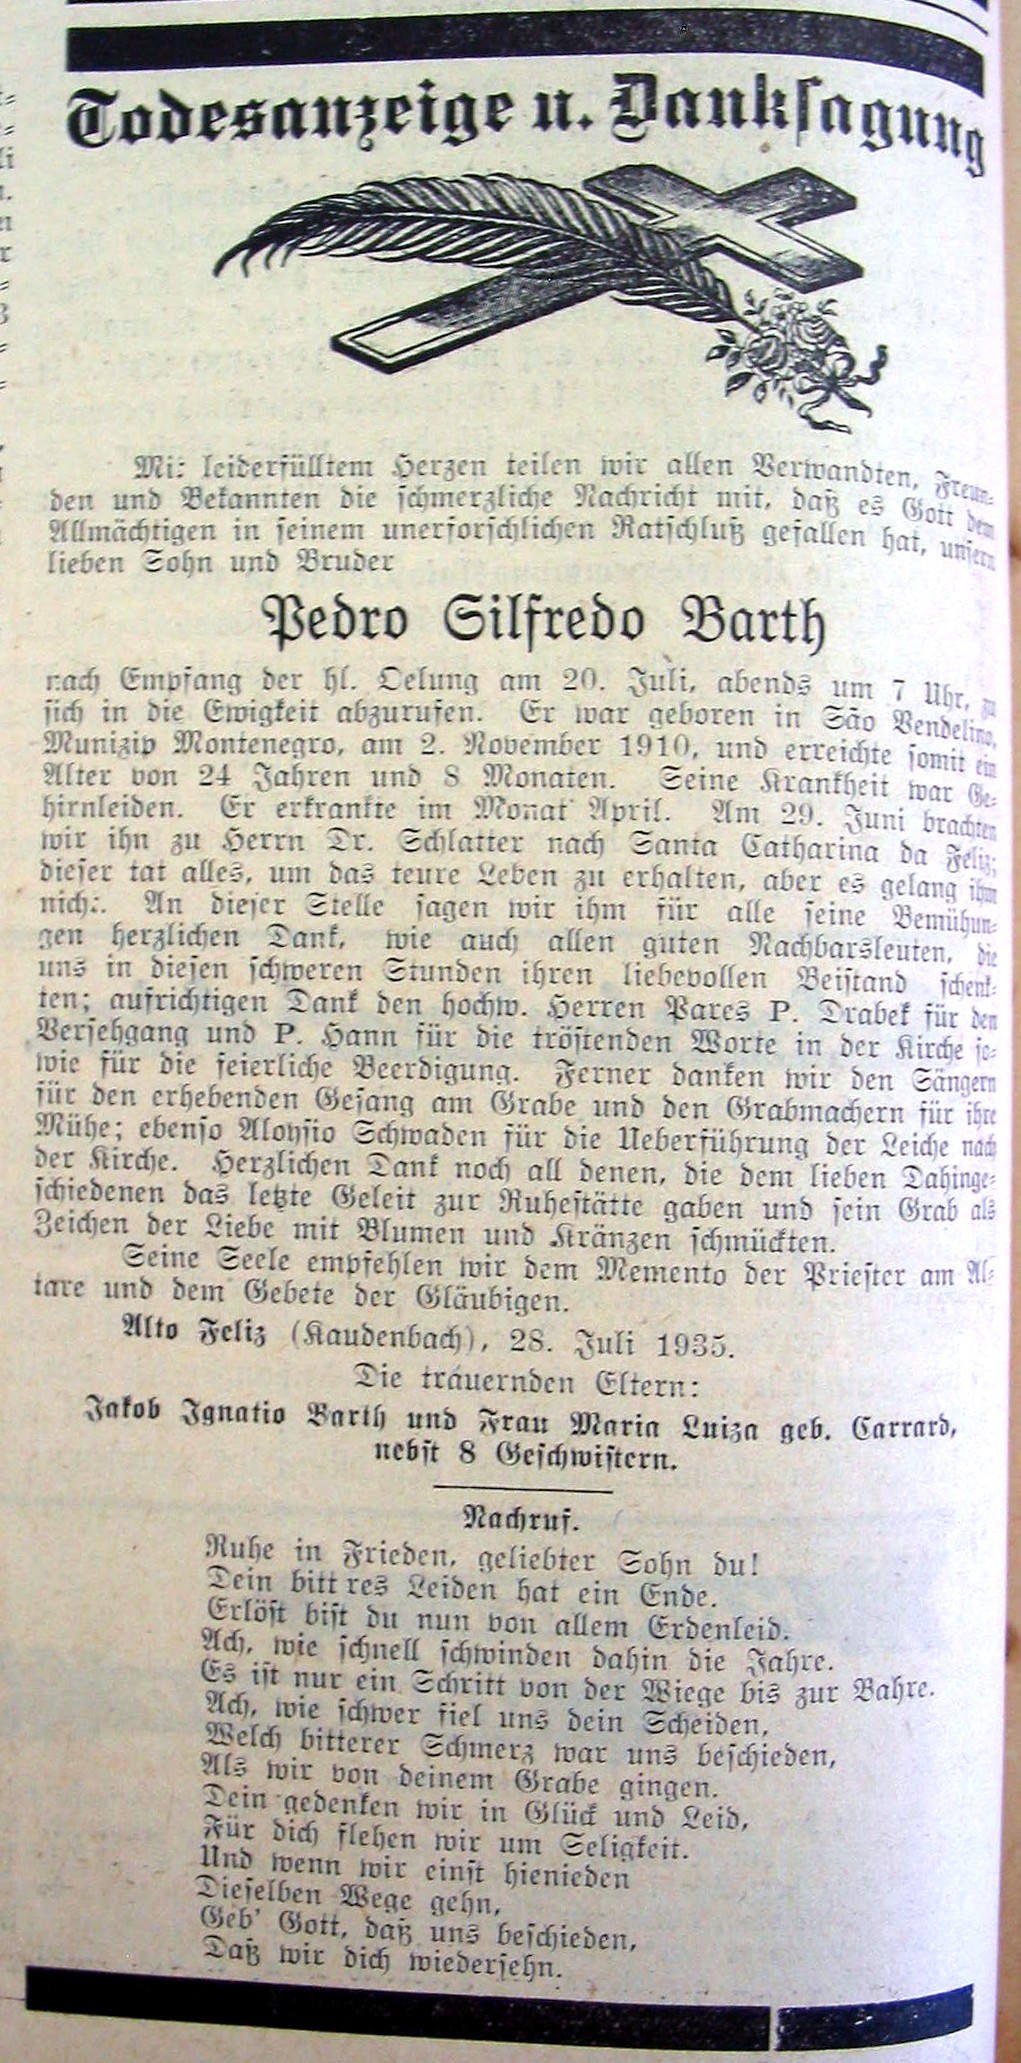 Todesanzeige u. Danksagung
Mit leiderfülltem Herzen teilen wir allen Verwandten, Freun-
den und Bekannten die schmerzliche Nachricht mit, daß es Gott dem
Allmächtigen in seinem unerforschlichen Ratschluß gefallen hat, unsern
lieben Sohn und Bruder
Pedro Silfredo Barth
nach Empfang der hl. Oelung am 20. Juli, abends um 7 Uhr, zu
sich in die Ewigkeit abzurufen. Er war geboren in São Vendelino,
Munizip Montenegro, am 2. November 1910, und erreichte somit ein
Alter von 24 Jahren und 8 Monaten. Seine Krankheit war Ge-
hirnleiden. Er erkrankte im Monat April. Am 29. Juni brachten
wir ihn zu Herrn Dr. Schlatter nach Santa Catharina da Feliz;
dieser tat alles, um das teure Leben zu erhalten, aber es gelang ihm
nicht. An dieser Stelle sagen wir ihm für alle seine Bemühun-
gen herzlichen Dank, wie auch allen guten Nachbarsleuten, die
uns in diesen schweren Stunden ihren liebevollen Beistand schenk-
ten; aufrichtigen Dank den hochw. Herren Pares P. Drabek für den
Versehgang und P. Hann für die tröstenden Worte in der Kirche so-
wie für die feierliche Beerdigung. Ferner danken wir den Sängern
für den erhebenden Gesang am Grabe und den Grabmachern für ihre
Mühe; ebenso Aloysio Schwaden für die Ueberführung der Leiche nach
der Kirche. Herzlichen Dank noch all denen, die dem lieben Dahinge-
schiedenen das letzte Geleit zur Ruhestätte gaben und sein Grab als
Zeichen der Liebe mit Blumen und Kränzen schmückten.
Seine Seele empfehlen wir dem Memento der Priester am Al-
tare und dem Gebete der Gläubigen.
Alto Feliz (Kaudenbach), 28. Juli 1935.
Die trauernden Eltern:
Jakob Ignatio Barth und Frau Maria Luiza geb. Carrard,
nebst 8 Geschwistern.
Nachruf.
Ruhe in Frieden, geliebter Sohn du!
Dein bitt res Leiden hat ein Ende.
Erlöst bist du nun von allem Erdenleid.
Ach, wie schnell schwinden dahin die Jahre.
Es ist nur ein Schritt von der Wiege bis zur Bahre.
Ach, wie schwer fiel uns dein Scheiden,
Welch bitterer Schmerz war uns beschieden,
Als wir von deinem Grabe gingen.
Dein gedenken wir in Glück und Leid,
Für dich flehen wir um Seligkeit.
Und wenn wir einst hienieden
Dieselben Wege gehn,
Geb' Gott, daß uns beschieden,
Daß wir dich wiedersehn.